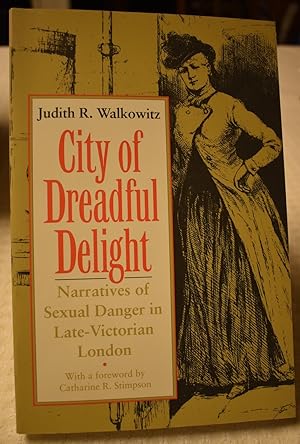 Judith R. Walkowitz
City of
Dreadful
Delight
Narratives of
Sexual Danger in
Late-Victorian
London
With a foreword by
Catharine R. Stimpson